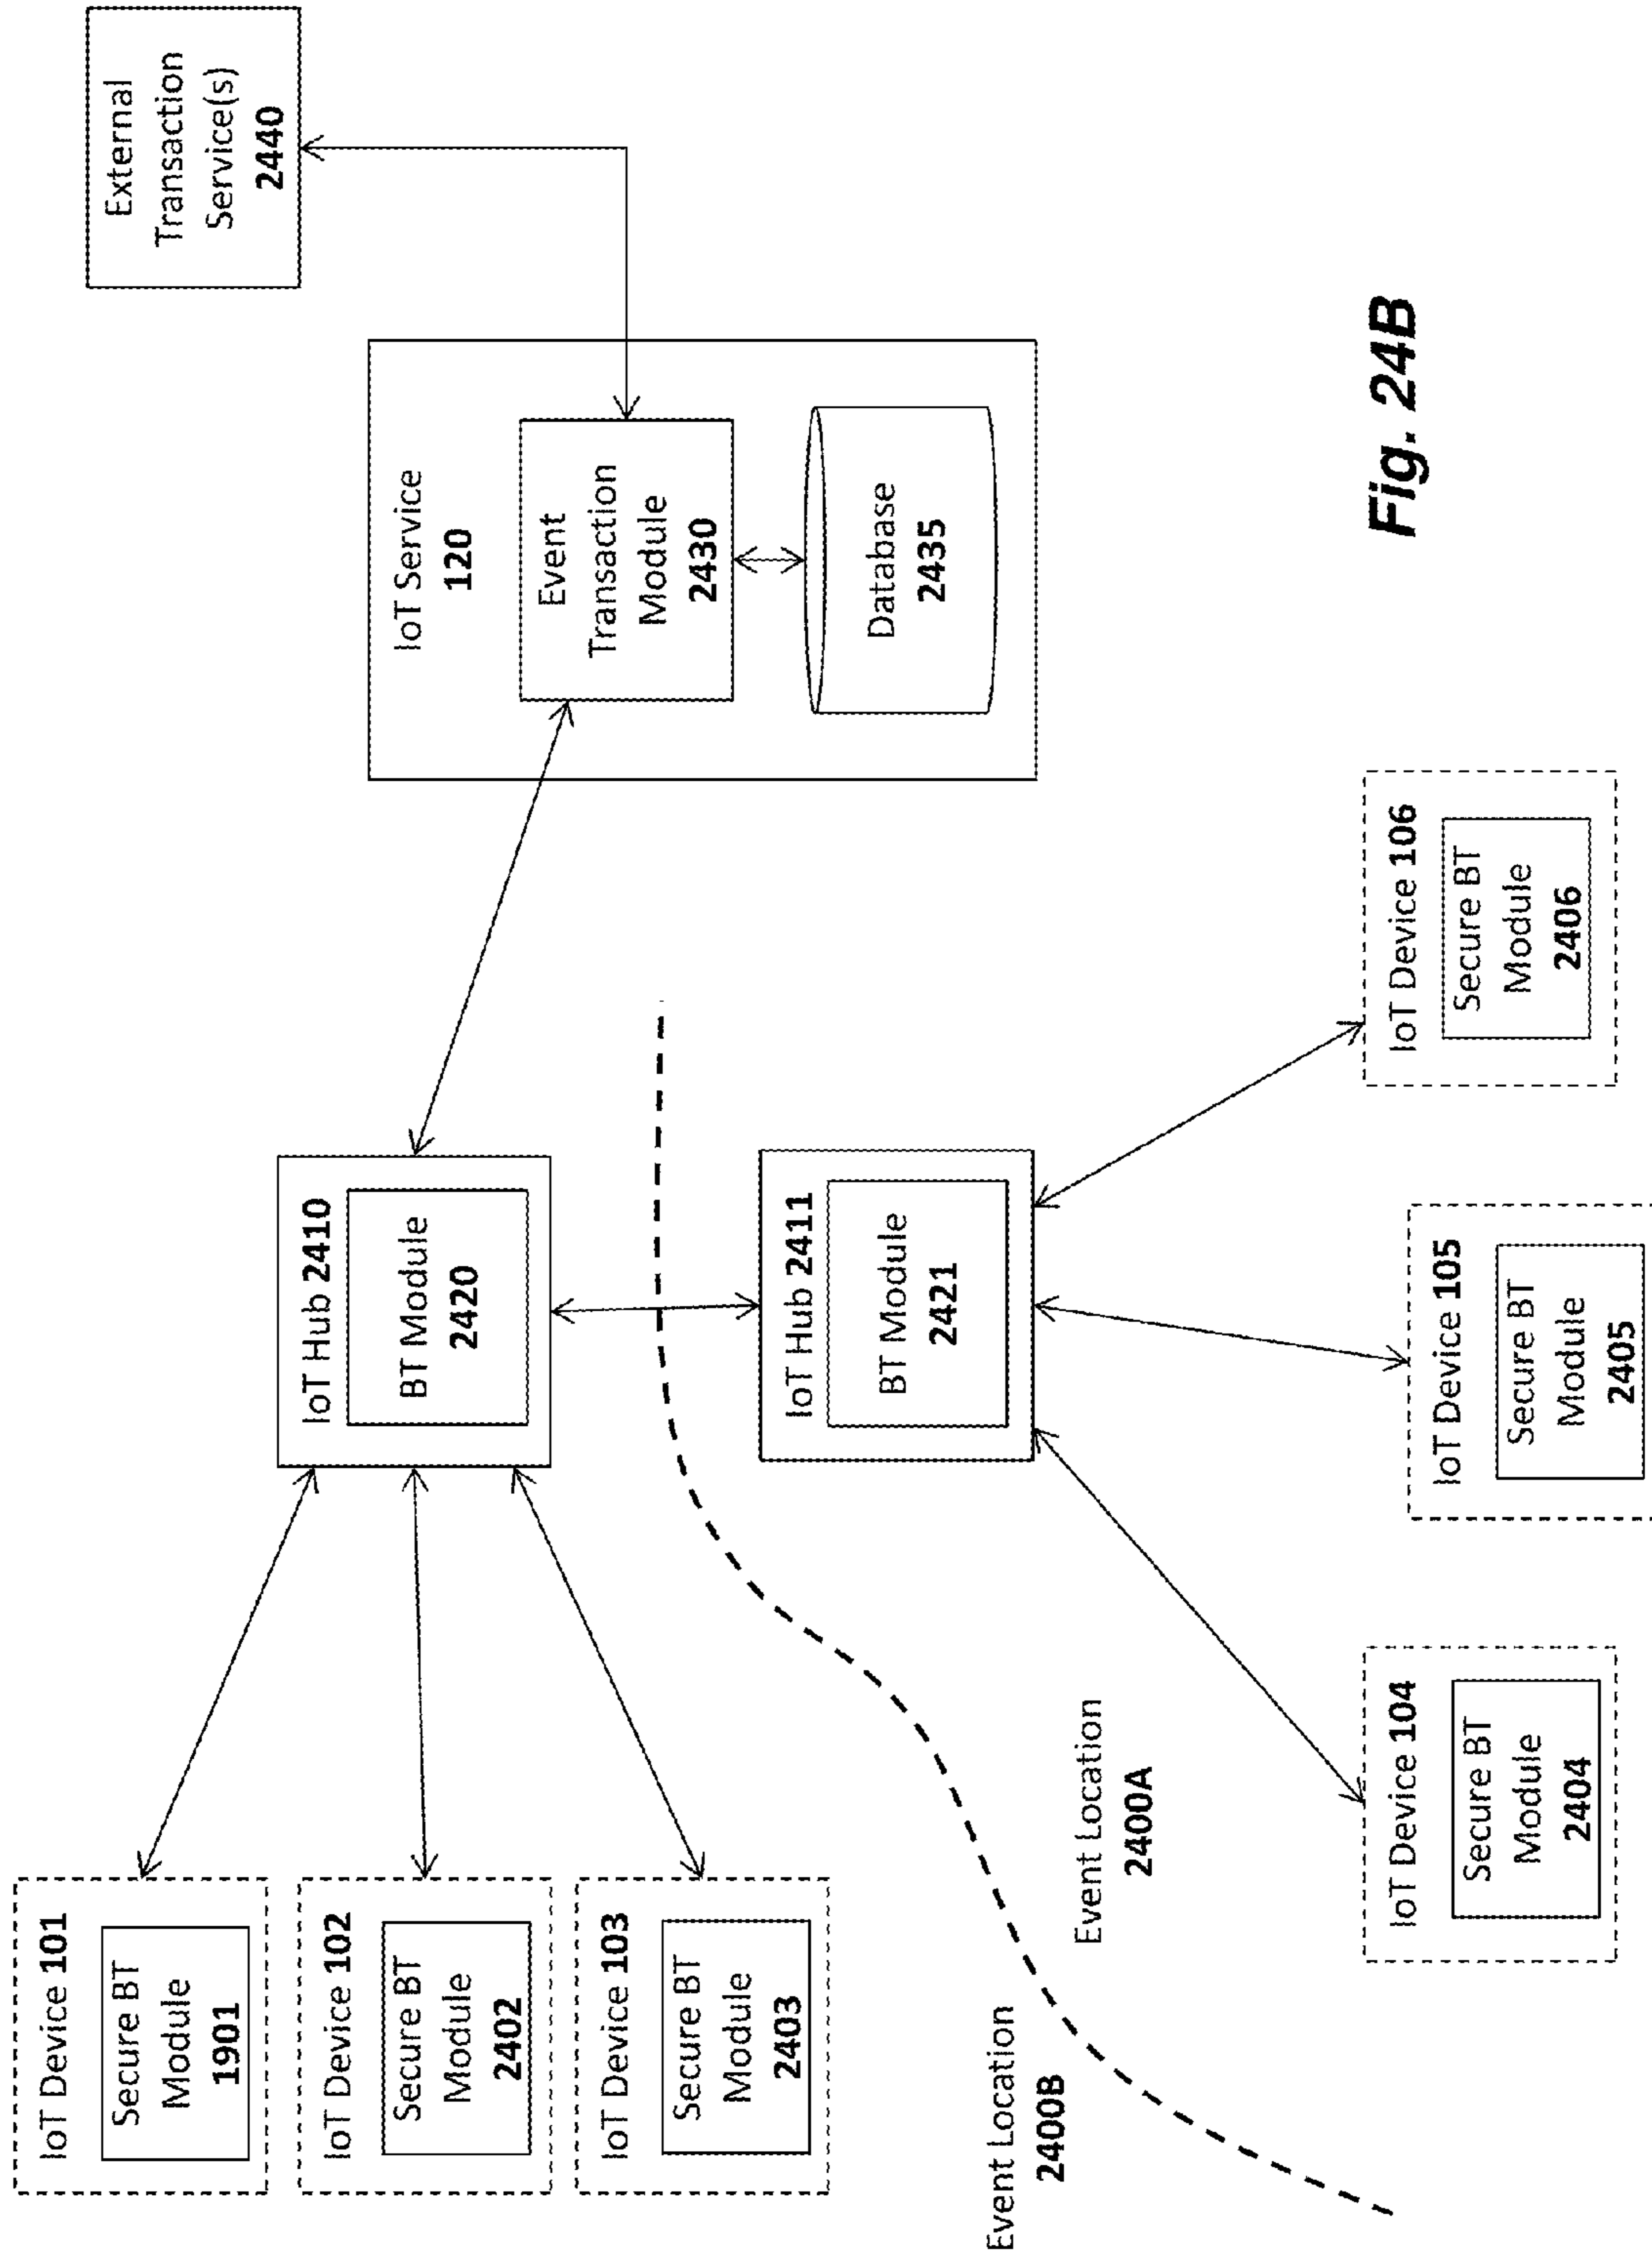 IoT Device 101
Secure BT
Module
1901
IoT Device 102
Secure BT
Module
2402
IoT Device 103
Secure BT
Module
2403
IoT Hub 2410
BT Module
2420
External
Transaction
Service(s)
2440
IoT Service
120
Event
Transaction
Module
2430
Database
2435
Event Location
2400B
Event Location
2400A
IoT Hub 2411
BT Module
2421
IoT Device 104
Secure BT
Module
2404
IoT Device 105
Secure BT
Module
2405
IoT Device 106
Secure BT
Module
2406
Fig. 24B